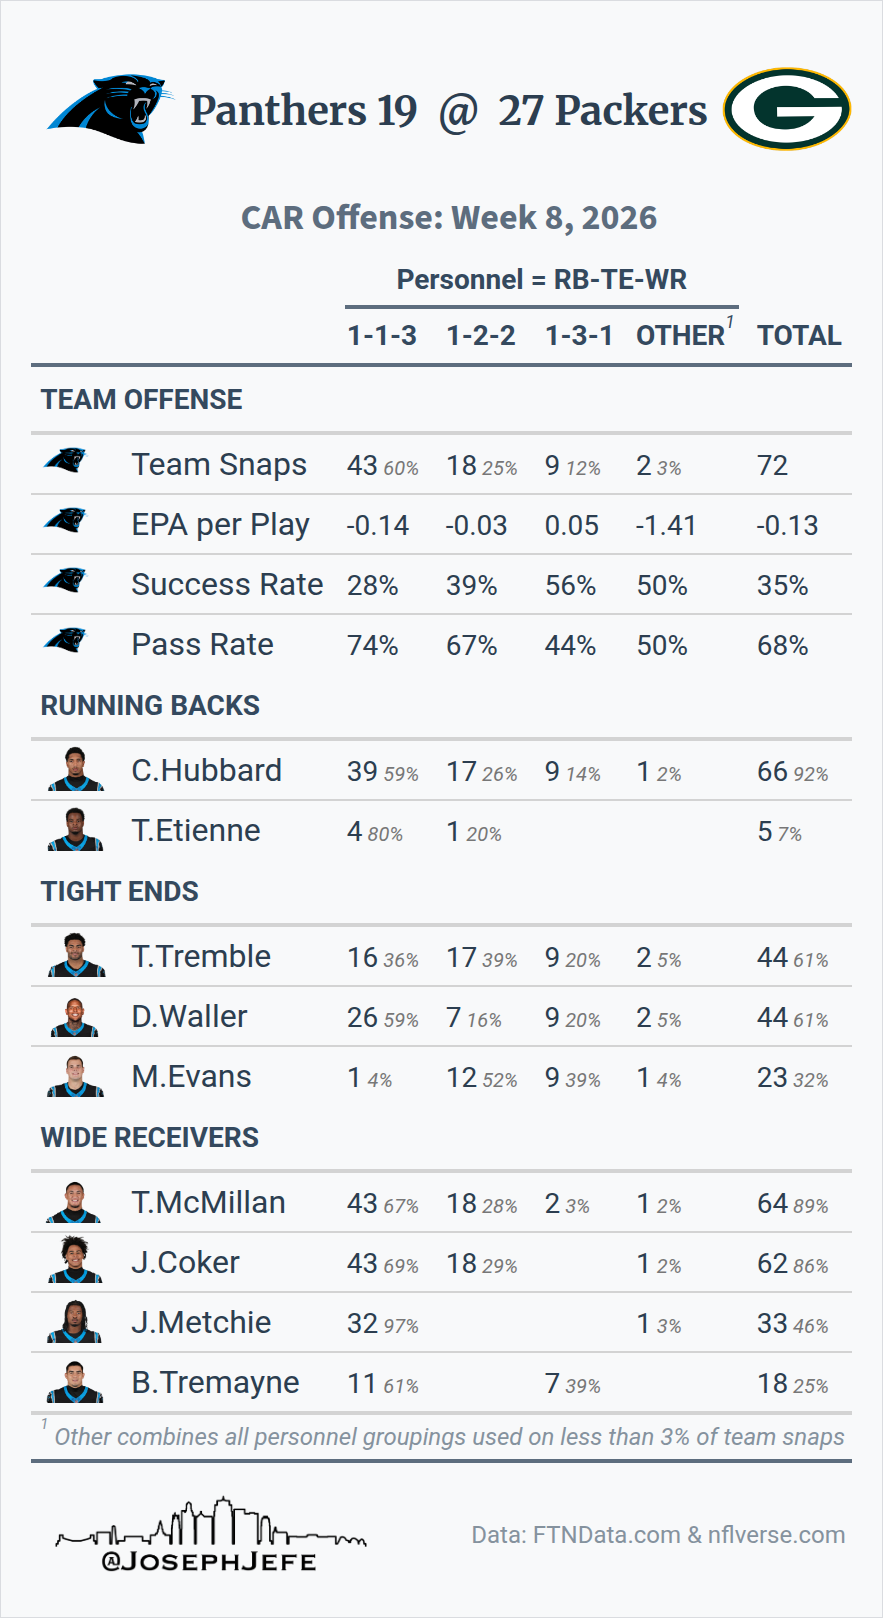 Panthers 19 @ 27 Packers
CAR Offense: Week 8, 2026
Personnel = RB-TE-WR
1-1-3 1-2-2 1-3-1 OTHER1 TOTAL
TEAM OFFENSE
Team Snaps 43 60% 18 25% 9 12% 2 3% 72
EPA per Play -0.14 -0.03 0.05 -1.41 -0.13
Success Rate 28% 39% 56% 50% 35%
Pass Rate 74% 67% 44% 50% 68%
RUNNING BACKS
C.Hubbard 39 59% 17 26% 9 14% 1 2% 66 92%
T.Etienne 4 80% 1 20% 5 7%
TIGHT ENDS
T.Tremble 16 36% 17 39% 9 20% 2 5% 44 61%
D.Waller 26 59% 7 16% 9 20% 2 5% 44 61%
M.Evans 1 4% 12 52% 9 39% 1 4% 23 32%
WIDE RECEIVERS
T.McMillan 43 67% 18 28% 2 3% 1 2% 64 89%
J.Coker 43 69% 18 29% 1 2% 62 86%
J.Metchie 32 97% 1 3% 33 46%
B.Tremayne 11 61% 7 39% 18 25%
1 Other combines all personnel groupings used on less than 3% of team snaps
@JOSEPHJEFE
Data: FTNData.com & nflverse.com